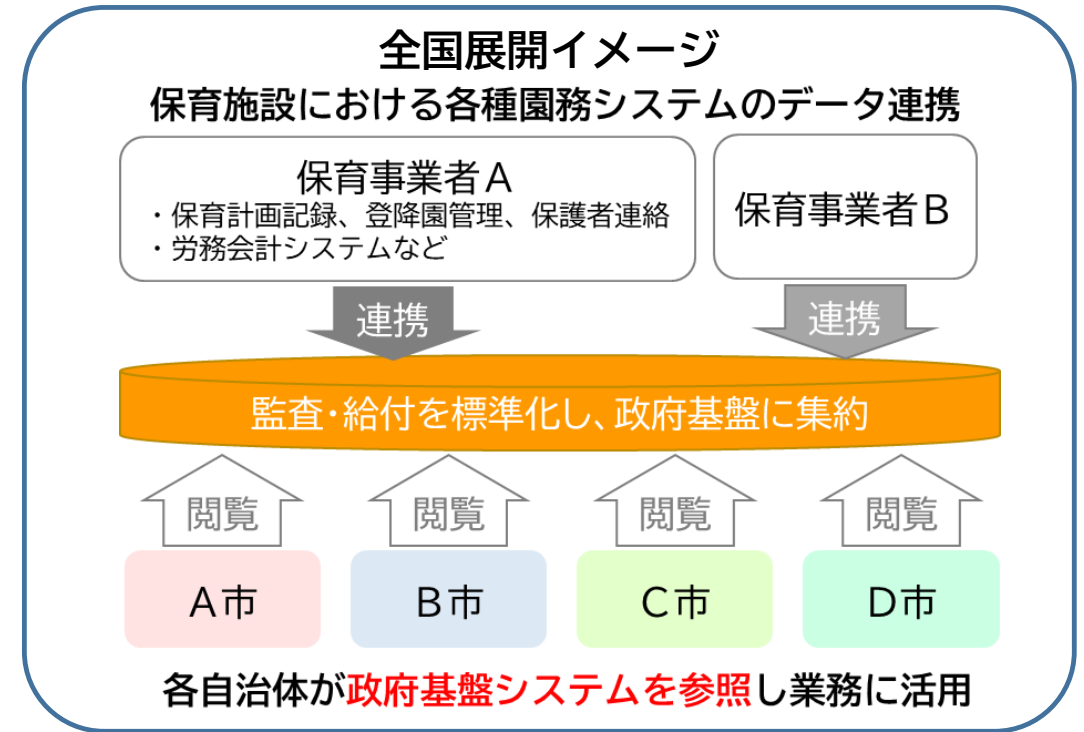 全国展開イメージ
保育施設における各種園務システムのデータ連携
保育事業者A
・保育計画記録、登降園管理、保護者連絡
・労務会計システムなど
保育事業者B
連携
連携
監査・給付を標準化し、政府基盤に集約
閲覧
閲覧
閲覧
閲覧
A市
B市
C市
D市
各自治体が政府基盤システムを参照し業務に活用